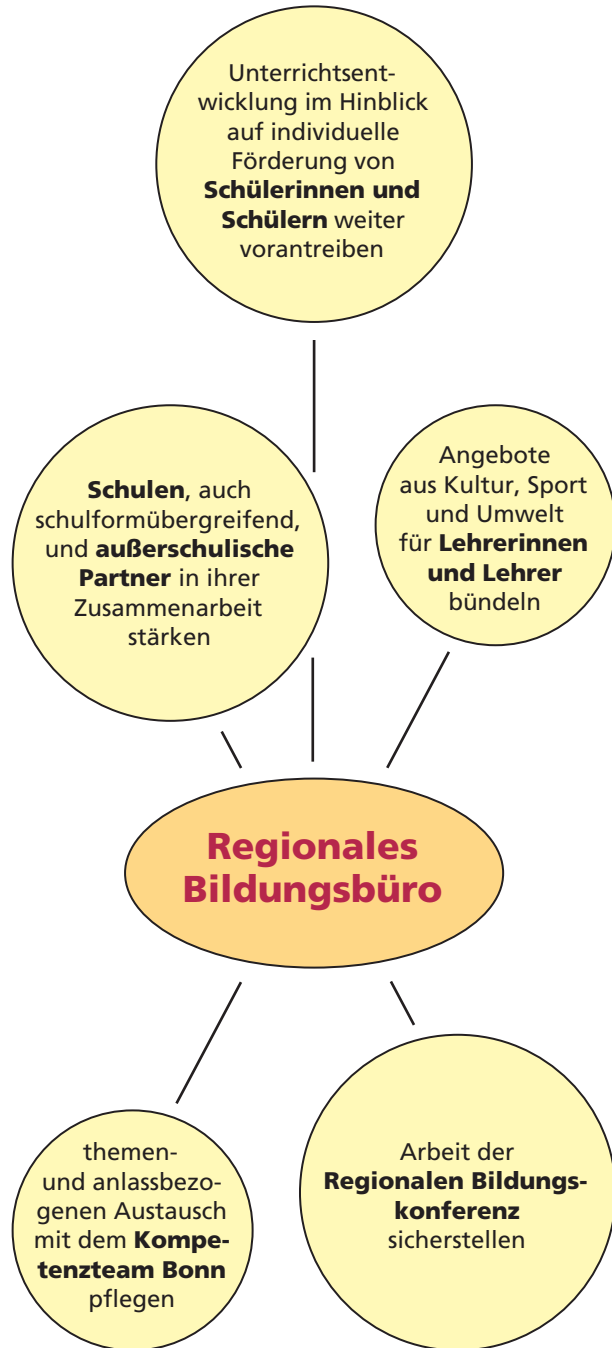 Unterrichtsent-
wicklung im Hinblick
auf individuelle
Förderung von
Schülerinnen und
Schülern weiter
vorantreiben
Schulen, auch
schulformübergreifend,
und außerschulische
Partner in ihrer
Zusammenarbeit
stärken
Angebote
aus Kultur, Sport
und Umwelt
für Lehrerinnen
und Lehrer
bündeln
Regionales
Bildungsbüro
themen-
und anlassbezo-
genen Austausch
mit dem Kompe-
tenzteam Bonn
pflegen
Arbeit der
Regionalen Bildungs-
konferenz
sicherstellen